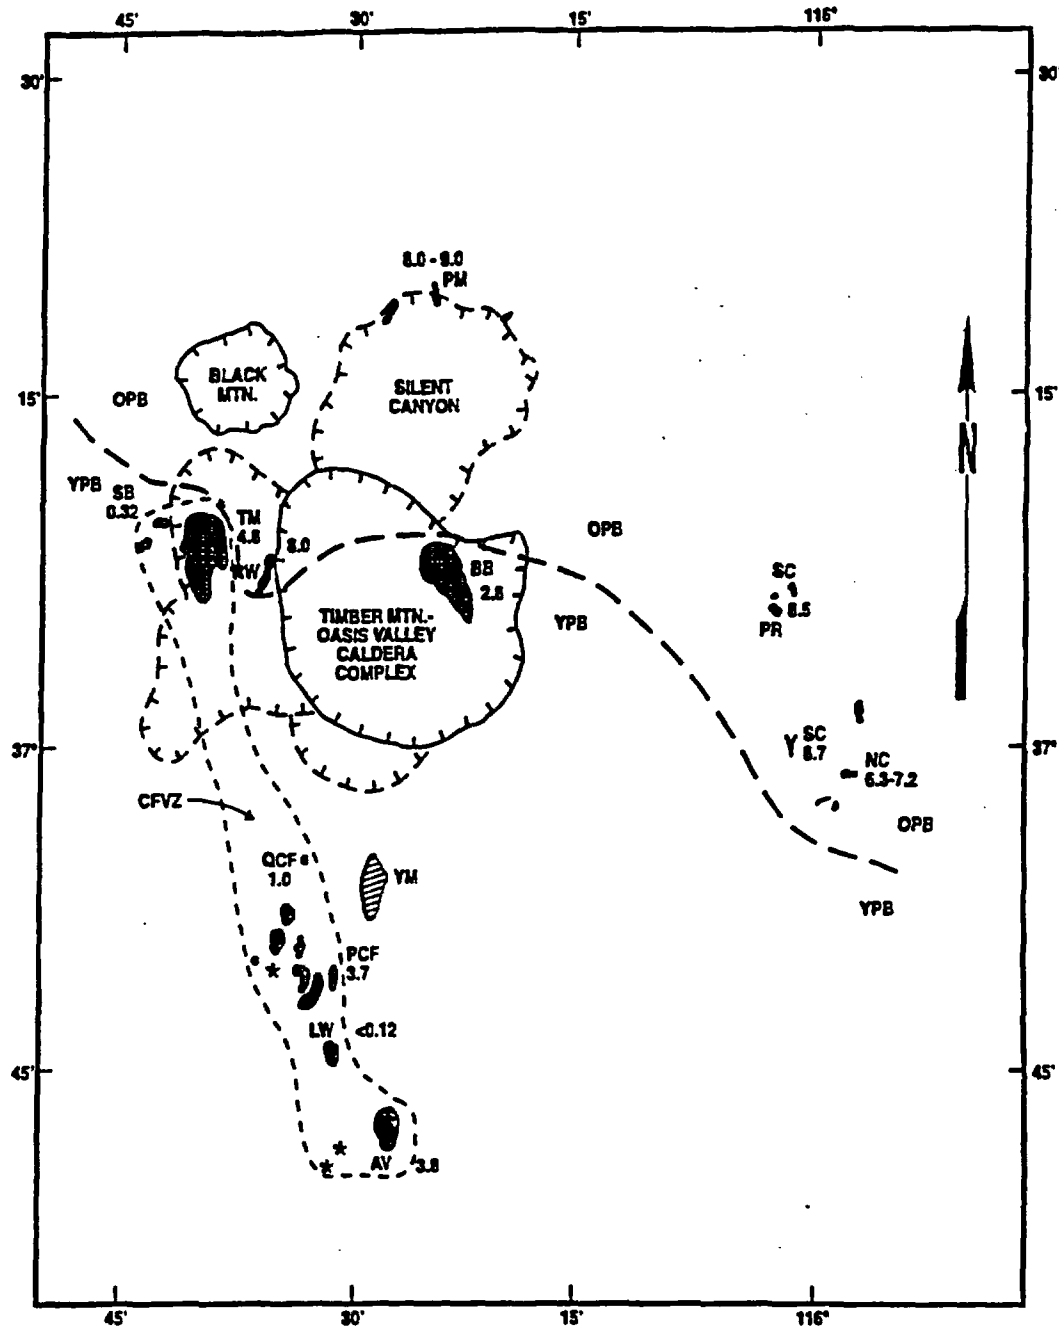 45' 30' 15' 116°
30' 30'
8.0 - 9.0
PM
BLACK
MTN.
SILENT
CANYON
15' OPB 15'
N
YPB SB
0.32
TM
4.8
8.0
OPB
BB
2.8
SC
8.5
PR
YPB
TIMBER MTN.-
OASIS VALLEY
CALDERA
COMPLEX
37° 37°
SC
8.7
NC
6.3-7.2
CFVZ
OPB
QCF
1.0
YM
YPB
PCF
3.7
LW <0.12
45' 45'
AV 3.8
45' 30' 15' 116°